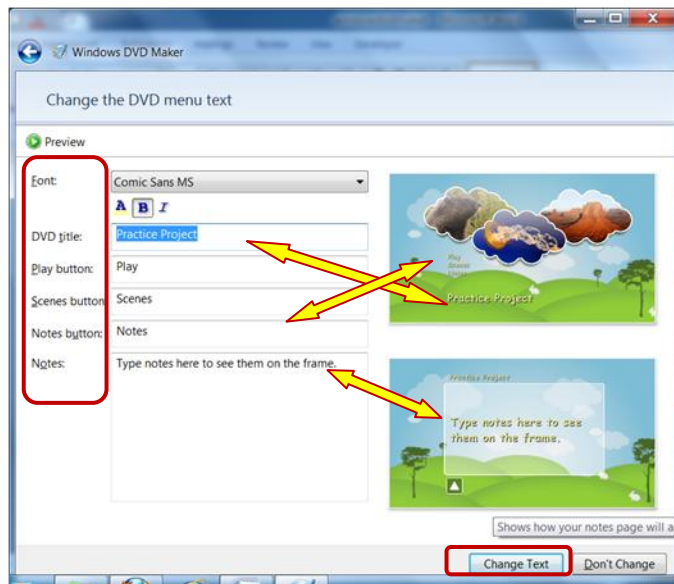 Windows DVD Maker
Change the DVD menu text
Preview
Font:
Comic Sans MS
A B I
DVD title:
Practice Project
Play button:
Play
Scenes button
Scenes
Notes button:
Notes
Notes:
Type notes here to see them on the frame.
Play
Scenes
Notes
Practice Project
Practice Project
Type notes here to see
them on the frame.
Shows how your notes page will a
Change Text
Don't Change